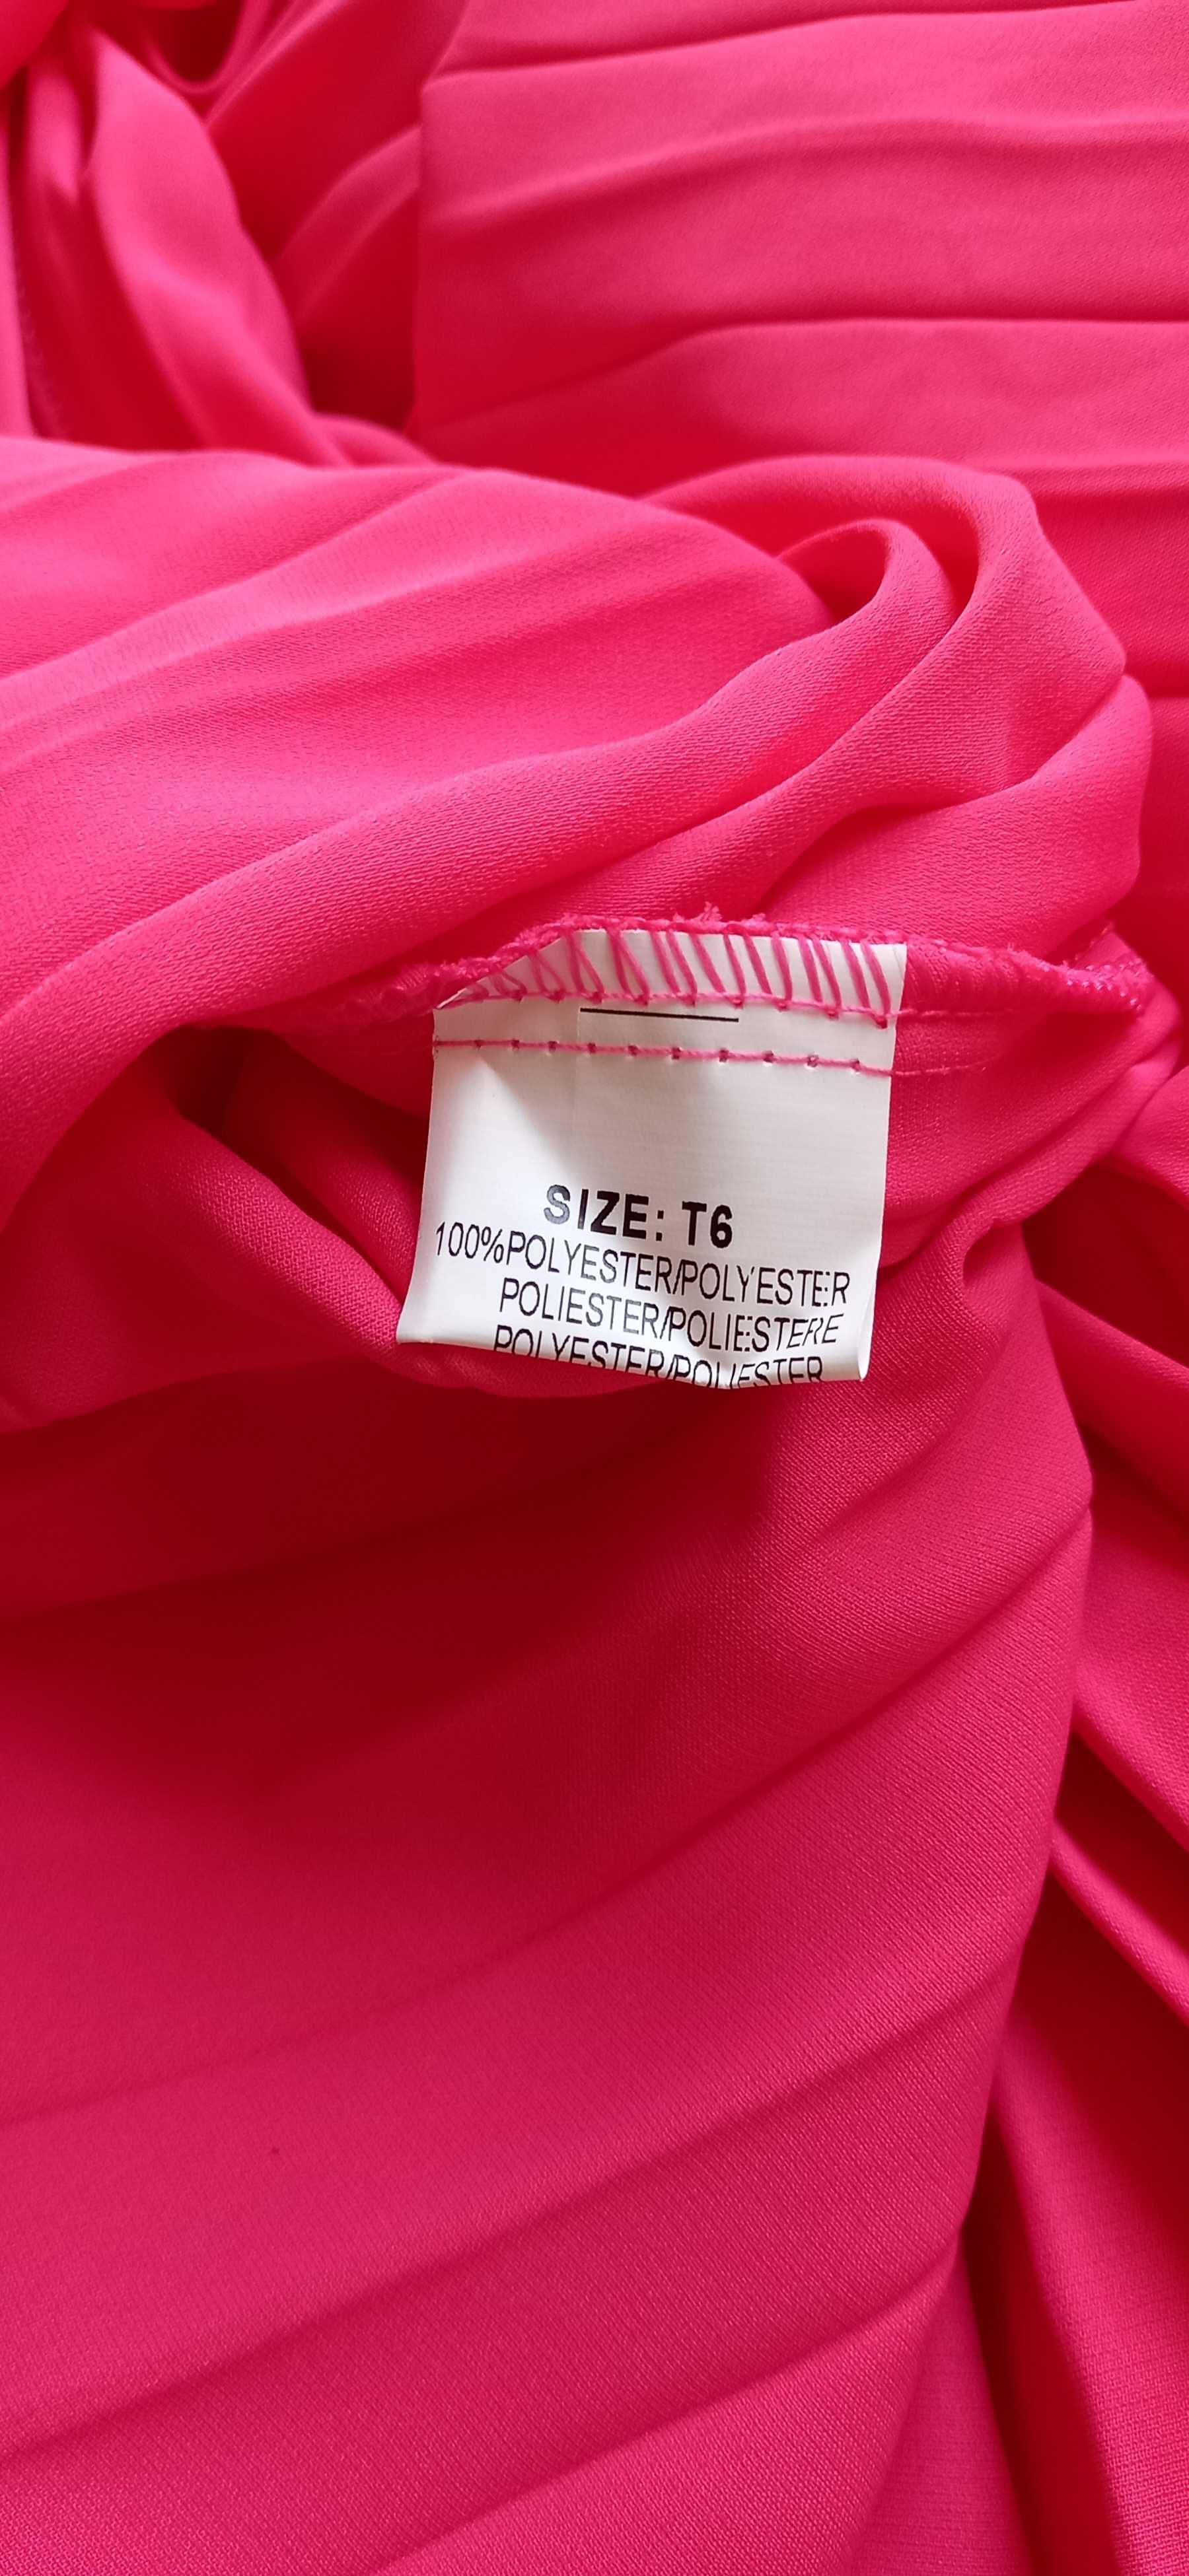 SIZE: T6
100%POLYESTER/POLYESTER
POLIESTER/POLIESTERE
POLYESTER/POLIESTER